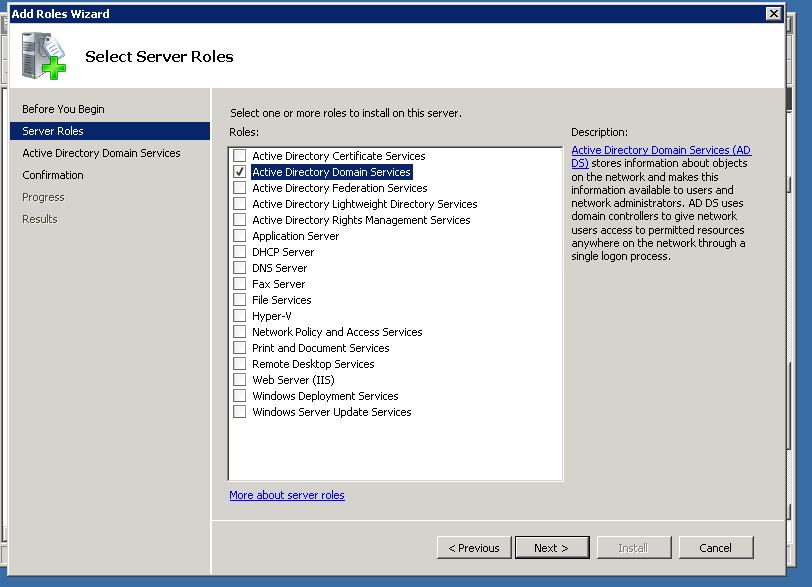 Add Roles Wizard
Select Server Roles
Before You Begin
Server Roles
Active Directory Domain Services
Confirmation
Progress
Results
Select one or more roles to install on this server.
Roles:
Active Directory Certificate Services
Active Directory Domain Services
Active Directory Federation Services
Active Directory Lightweight Directory Services
Active Directory Rights Management Services
Application Server
DHCP Server
DNS Server
Fax Server
File Services
Hyper-V
Network Policy and Access Services
Print and Document Services
Remote Desktop Services
Web Server (IIS)
Windows Deployment Services
Windows Server Update Services
More about server roles
Description:
Active Directory Domain Services (AD
DS) stores information about objects
on the network and makes this
information available to users and
network administrators. AD DS uses
domain controllers to give network
users access to permitted resources
anywhere on the network through a
single logon process.
< Previous
Next >
Install
Cancel